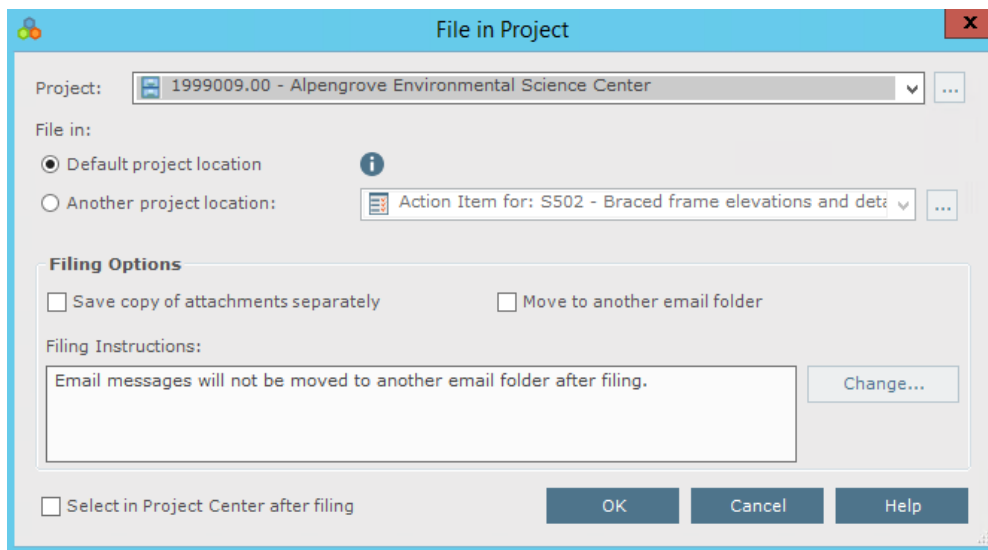 File in Project
x
Project: 1999009.00 - Alpengrove Environmental Science Center ...
File in:
Default project location i
Another project location: Action Item for: S502 - Braced frame elevations and deta ...
Filing Options
Save copy of attachments separately Move to another email folder
Filing Instructions:
Email messages will not be moved to another email folder after filing.
Change...
Select in Project Center after filing OK Cancel Help